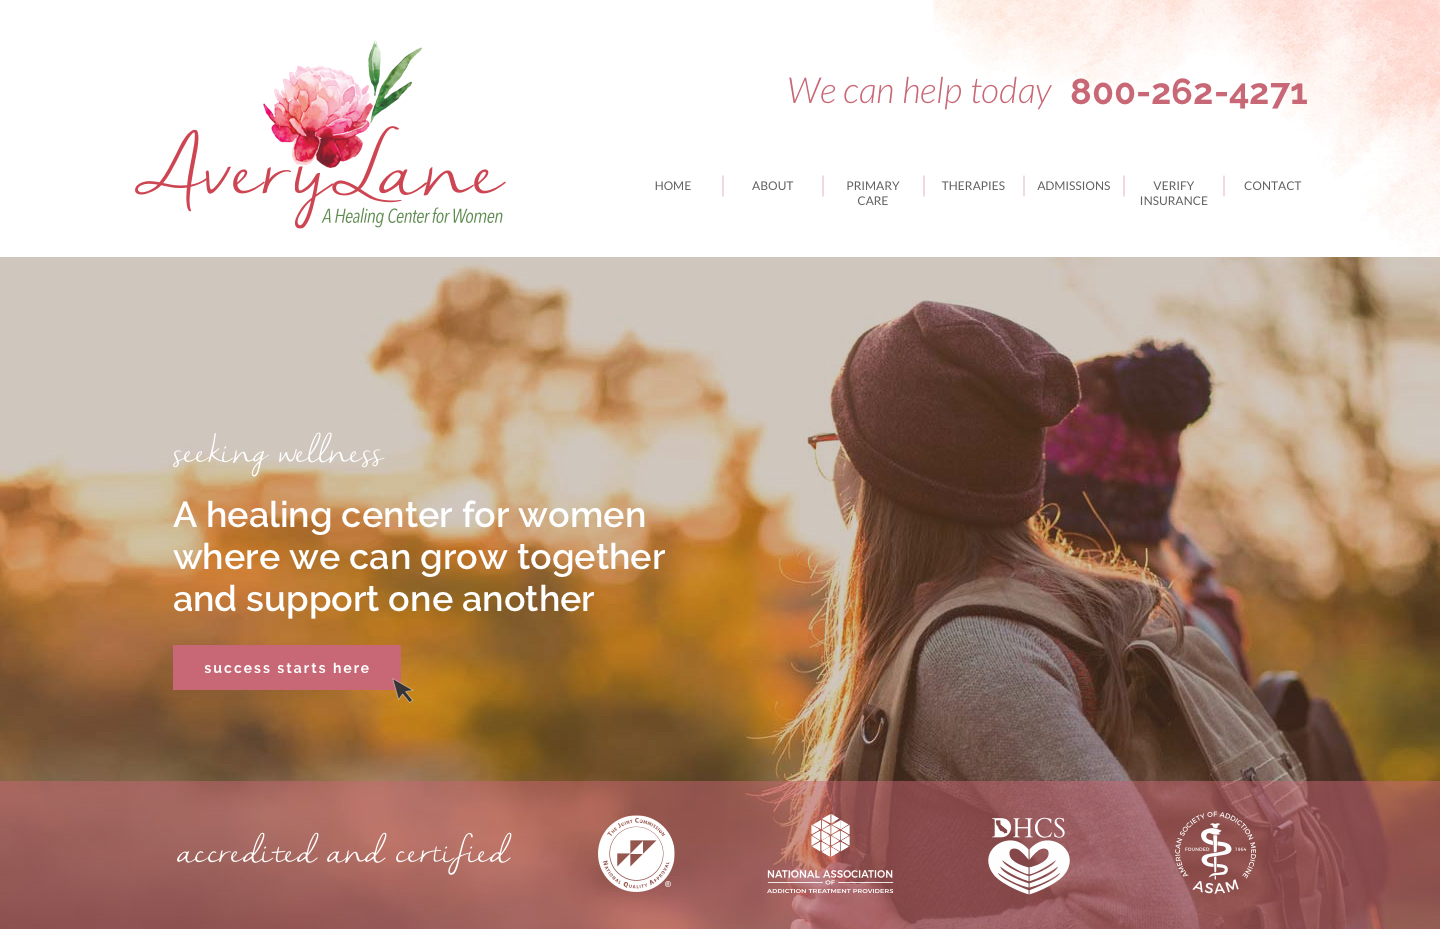 AveryLane
A Healing Center for Women
We can help today 800-262-4271
HOME
ABOUT
PRIMARY
CARE
THERAPIES
ADMISSIONS
VERIFY
INSURANCE
CONTACT
seeking wellness
A healing center for women
where we can grow together
and support one another
success starts here
accredited and certified
THE JOINT COMMISSION
NATIONAL QUALITY APPROVAL
®
NATIONAL ASSOCIATION
OF
ADDICTION TREATMENT PROVIDERS
DHCS
AMERICAN SOCIETY OF ADDICTION MEDICINE
FOUNDED 1954
ASAM